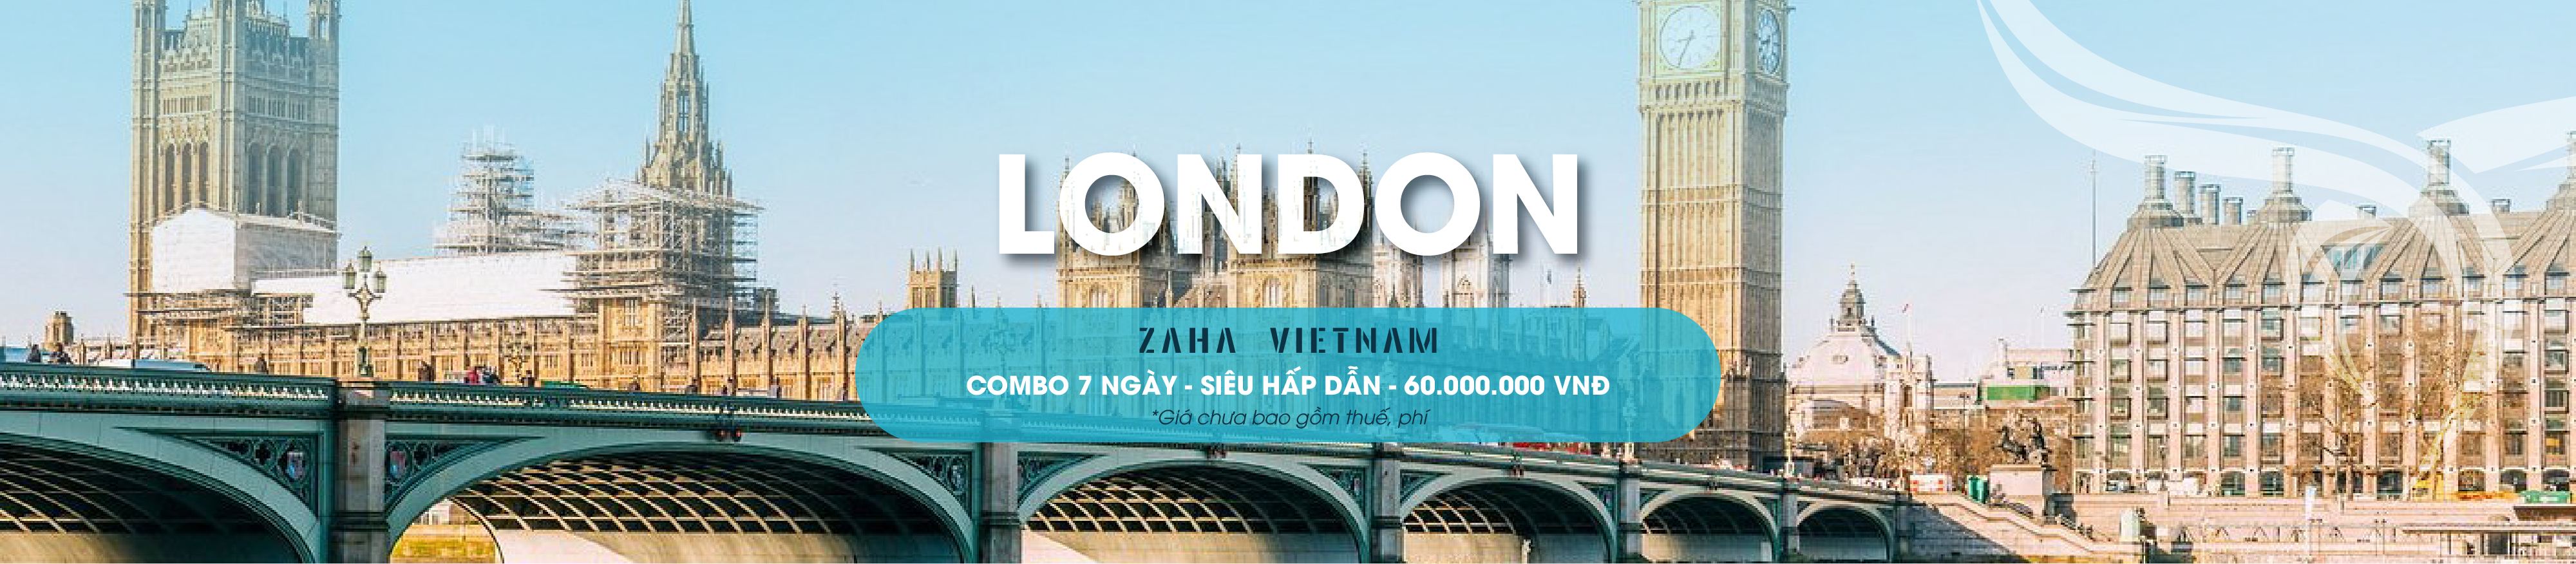 LONDON
ZAHA VIETNAM
COMBO 7 NGÀY - SIÊU HẤP DẪN - 60.000.000 VNĐ
*Giá chưa bao gồm thuế, phí